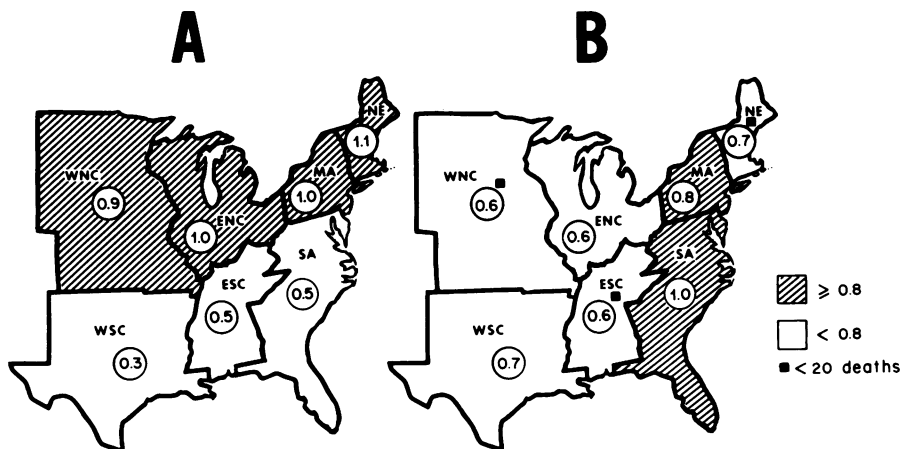 A
B
NE
1.1
WNC
0.9
MA
1.0
ENC
1.0
SA
0.5
ESC
0.5
WSC
0.3
NE
0.7
WNC
0.6
MA
0.8
ENC
0.6
SA
1.0
ESC
0.6
WSC
0.7
⩾ 0.8
< 0.8
< 20 deaths